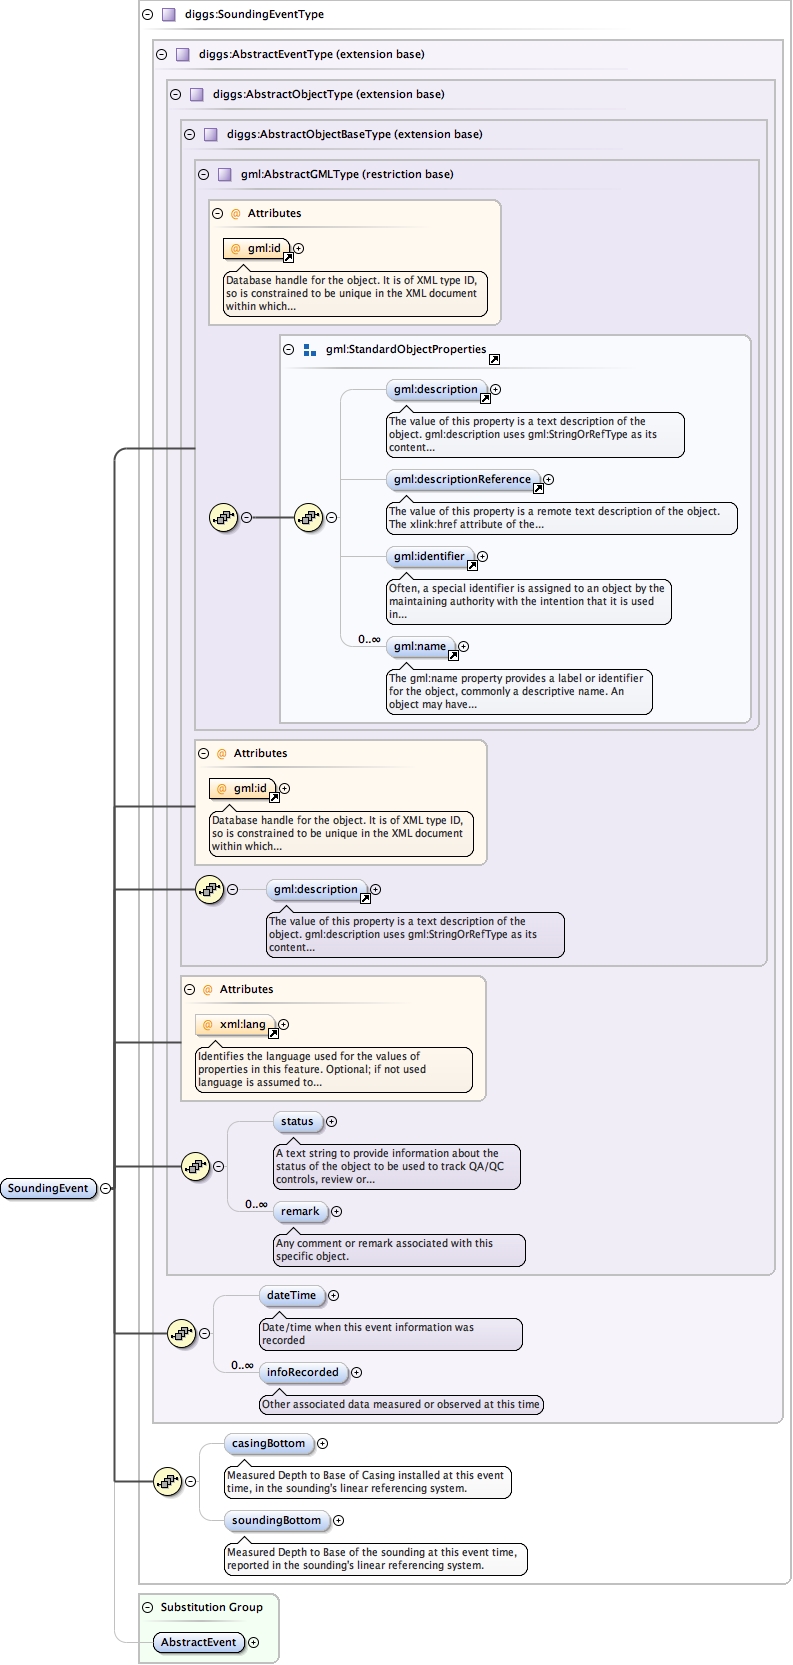 diggs:SoundingEventType
diggs:AbstractEventType (extension base)
diggs:AbstractObjectType (extension base)
diggs:AbstractObjectBaseType (extension base)
gml:AbstractGMLType (restriction base)
@ Attributes
@ gml:id
Database handle for the object. It is of XML type ID,
so is constrained to be unique in the XML document
within which...
gml:StandardObjectProperties
gml:description
The value of this property is a text description of the
object. gml:description uses gml:StringOrRefType as its
content...
gml:descriptionReference
The value of this property is a remote text description of the object.
The xlink:href attribute of the...
gml:identifier
Often, a special identifier is assigned to an object by the
maintaining authority with the intention that it is used
in...
0..∞
gml:name
The gml:name property provides a label or identifier
for the object, commonly a descriptive name. An
object may have...
@ Attributes
@ gml:id
Database handle for the object. It is of XML type ID,
so is constrained to be unique in the XML document
within which...
gml:description
The value of this property is a text description of the
object. gml:description uses gml:StringOrRefType as its
content...
@ Attributes
@ xml:lang
Identifies the language used for the values of
properties in this feature. Optional; if not used
language is assumed to...
status
A text string to provide information about the
status of the object to be used to track QA/QC
controls, review or...
SoundingEvent
0..∞
remark
Any comment or remark associated with this
specific object.
dateTime
Date/time when this event information was
recorded
0..∞
infoRecorded
Other associated data measured or observed at this time
casingBottom
Measured Depth to Base of Casing installed at this event
time, in the sounding's linear referencing system.
soundingBottom
Measured Depth to Base of the sounding at this event time,
reported in the sounding's linear referencing system.
Substitution Group
AbstractEvent